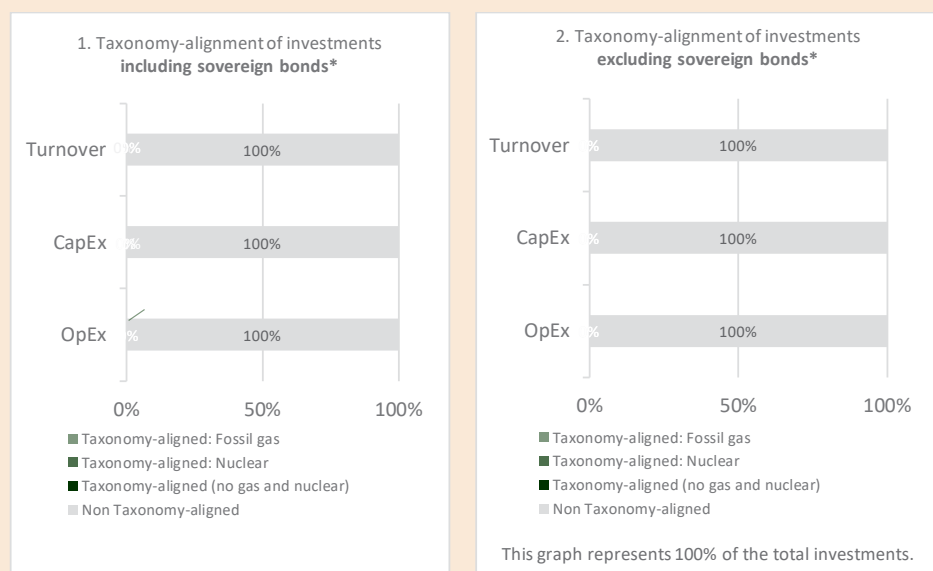 1. Taxonomy-alignment of investments
including sovereign bonds*
Turnover 0% 100%
CapEx 0% 100%
OpEx % 100%
0% 50% 100%
Taxonomy-aligned: Fossil gas
Taxonomy-aligned: Nuclear
Taxonomy-aligned (no gas and nuclear)
Non Taxonomy-aligned
2. Taxonomy-alignment of investments
excluding sovereign bonds*
Turnover % 100%
CapEx % 100%
OpEx % 100%
0% 50% 100%
Taxonomy-aligned: Fossil gas
Taxonomy-aligned: Nuclear
Taxonomy-aligned (no gas and nuclear)
Non Taxonomy-aligned
This graph represents 100% of the total investments.